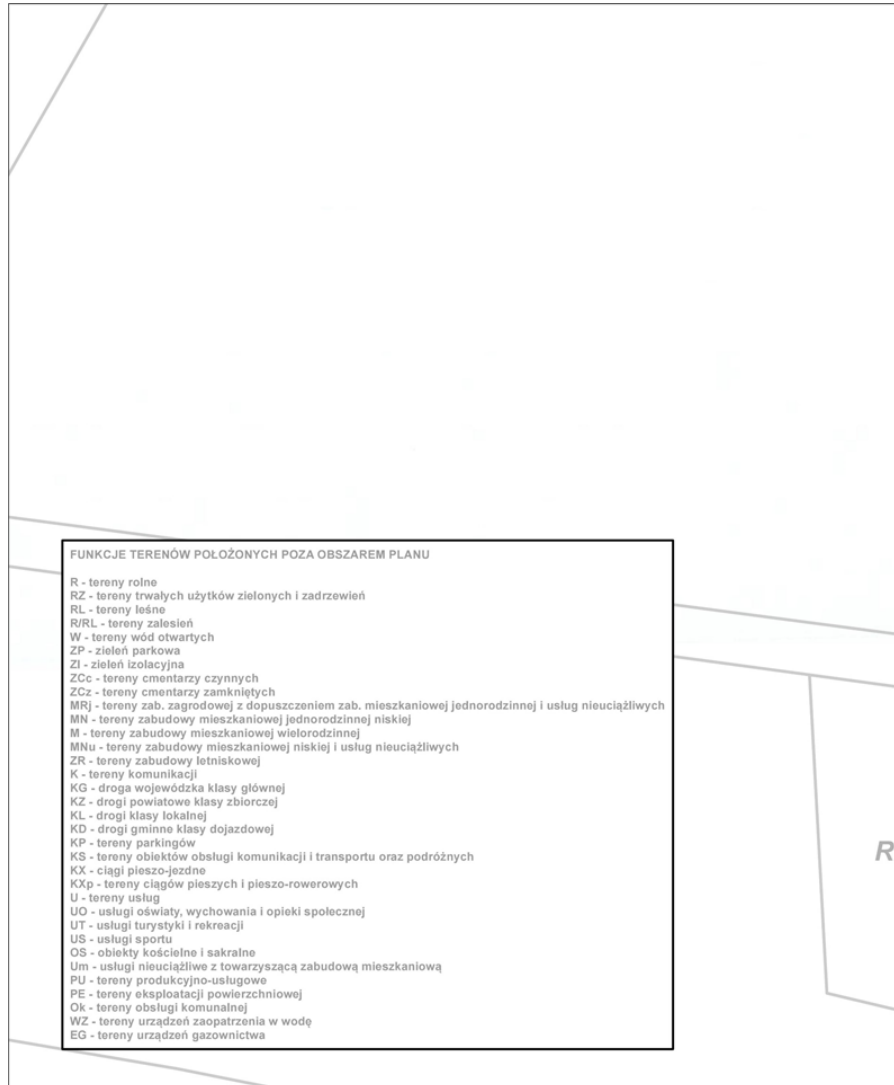 FUNKCJE TERENÓW POŁOŻONYCH POZA OBSZAREM PLANU
R - tereny rolne
RZ - tereny trwałych użytków zielonych i zadrzewień
RL - tereny leśne
R/RL - tereny zalesień
W - tereny wód otwartych
ZP - zieleń parkowa
ZI - zieleń izolacyjna
ZCc - tereny cmentarzy czynnych
ZCz - tereny cmentarzy zamkniętych
MRj - tereny zab. zagrodowej z dopuszczeniem zab. mieszkaniowej jednorodzinnej i usług nieuciążliwych
MN - tereny zabudowy mieszkaniowej jednorodzinnej niskiej
M - tereny zabudowy mieszkaniowej wielorodzinnej
MNu - tereny zabudowy mieszkaniowej niskiej i usług nieuciążliwych
ZR - tereny zabudowy letniskowej
K - tereny komunikacji
KG - droga wojewódzka klasy głównej
KZ - drogi powiatowe klasy zbiorczej
KL - drogi klasy lokalnej
KD - drogi gminne klasy dojazdowej
KP - tereny parkingów
KS - tereny obiektów obsługi komunikacji i transportu oraz podróżnych
KX - ciągi pieszo-jezdne
KXp - tereny ciągów pieszych i pieszo-rowerowych
U - tereny usług
UO - usługi oświaty, wychowania i opieki społecznej
UT - usługi turystyki i rekreacji
US - usługi sportu
OS - obiekty kościelne i sakralne
Um - usługi nieuciążliwe z towarzyszącą zabudową mieszkaniową
PU - tereny produkcyjno-usługowe
PE - tereny eksploatacji powierzchniowej
Ok - tereny obsługi komunalnej
WZ - tereny urządzeń zaopatrzenia w wodę
EG - tereny urządzeń gazownictwa
R